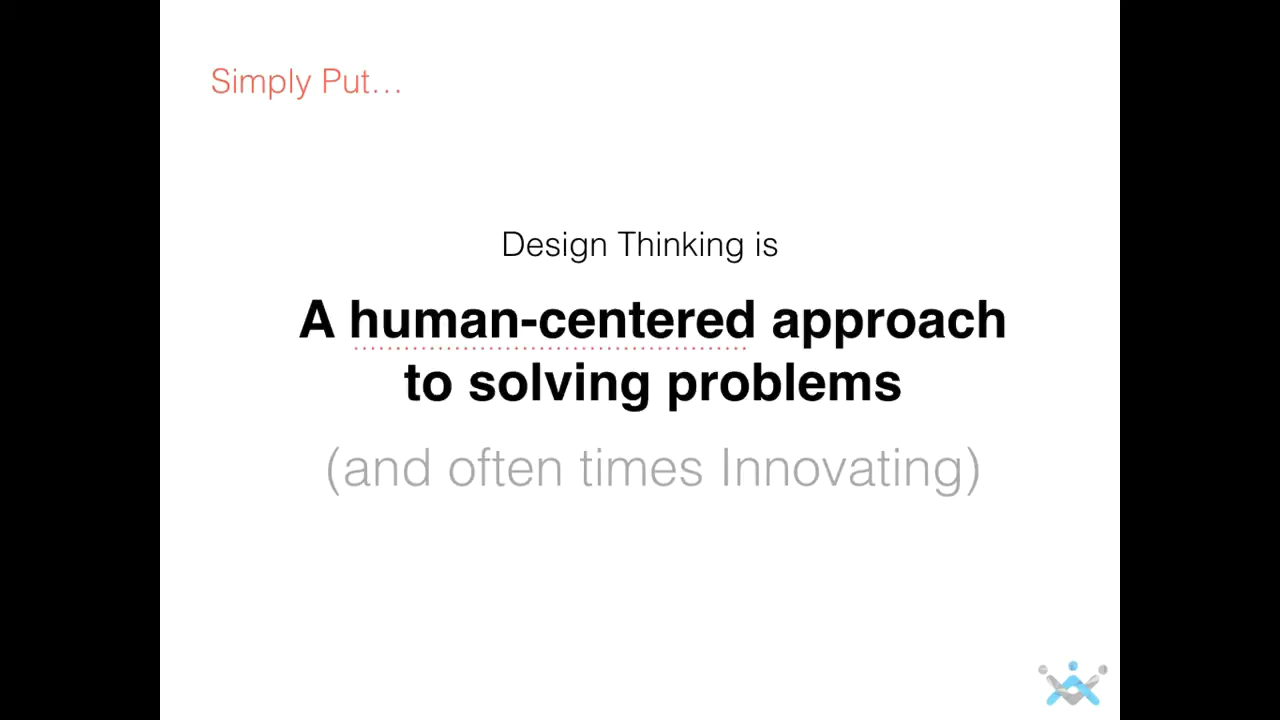 Simply Put…
Design Thinking is
A human-centered approach
to solving problems
(and often times Innovating)